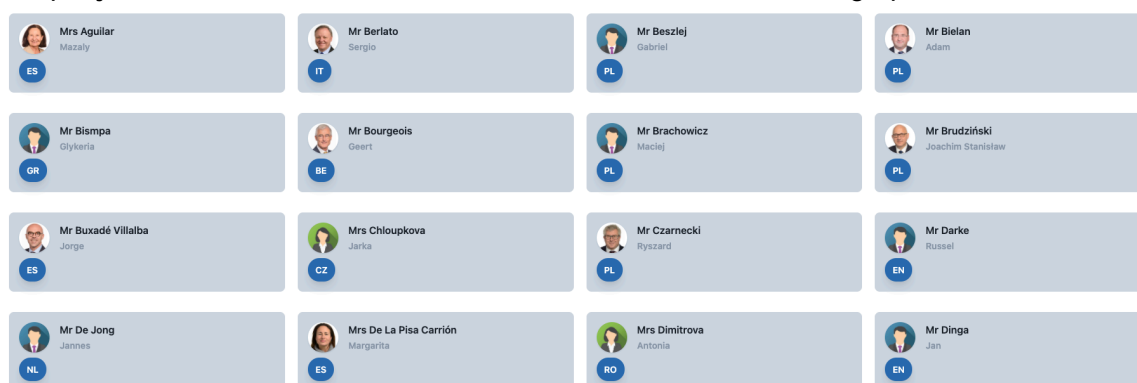 Mrs Aguilar
Mazaly
ES
Mr Berlato
Sergio
IT
Mr Beszlej
Gabriel
PL
Mr Bielan
Adam
PL
Mr Bismpa
Glykeria
GR
Mr Bourgeois
Geert
BE
Mr Brachowicz
Maciej
PL
Mr Brudziński
Joachim Stanisław
PL
Mr Buxadé Villalba
Jorge
ES
Mrs Chloupkova
Jarka
CZ
Mr Czarnecki
Ryszard
PL
Mr Darke
Russel
EN
Mr De Jong
Jannes
NL
Mrs De La Pisa Carrión
Margarita
ES
Mrs Dimitrova
Antonia
RO
Mr Dinga
Jan
EN